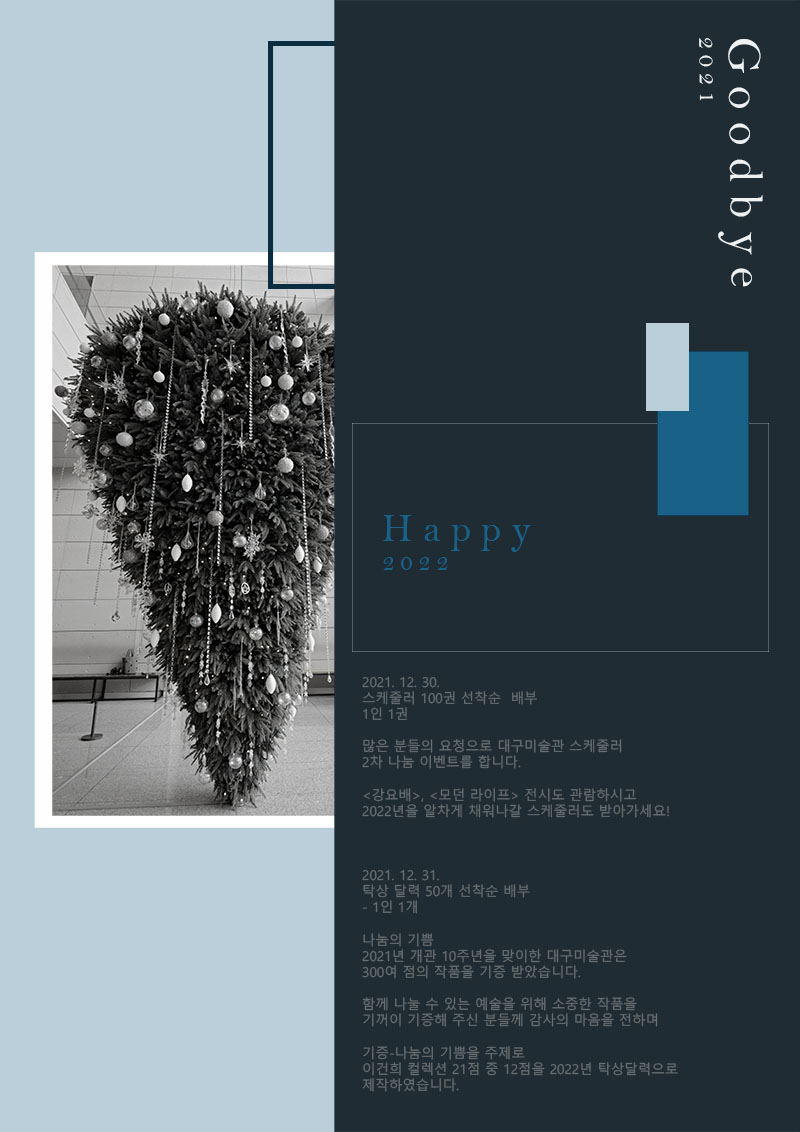 Goodbye
2021
Happy
2022
2021. 12. 30.
스케줄러 100권 선착순  배부
1인 1권
많은 분들의 요청으로 대구미술관 스케줄러
2차 나눔 이벤트를 합니다.
<강요배>, <모던 라이프> 전시도 관람하시고
2022년을 알차게 채워나갈 스케줄러도 받아가세요!
2021. 12. 31.
탁상 달력 50개 선착순 배부
- 1인 1개
나눔의 기쁨
2021년 개관 10주년을 맞이한 대구미술관은
300여 점의 작품을 기증 받았습니다.
함께 나눌 수 있는 예술을 위해 소중한 작품을
기꺼이 기증해 주신 분들께 감사의 마음을 전하며
기증-나눔의 기쁨을 주제로
이건희 컬렉션 21점 중 12점을 2022년 탁상달력으로
제작하였습니다.